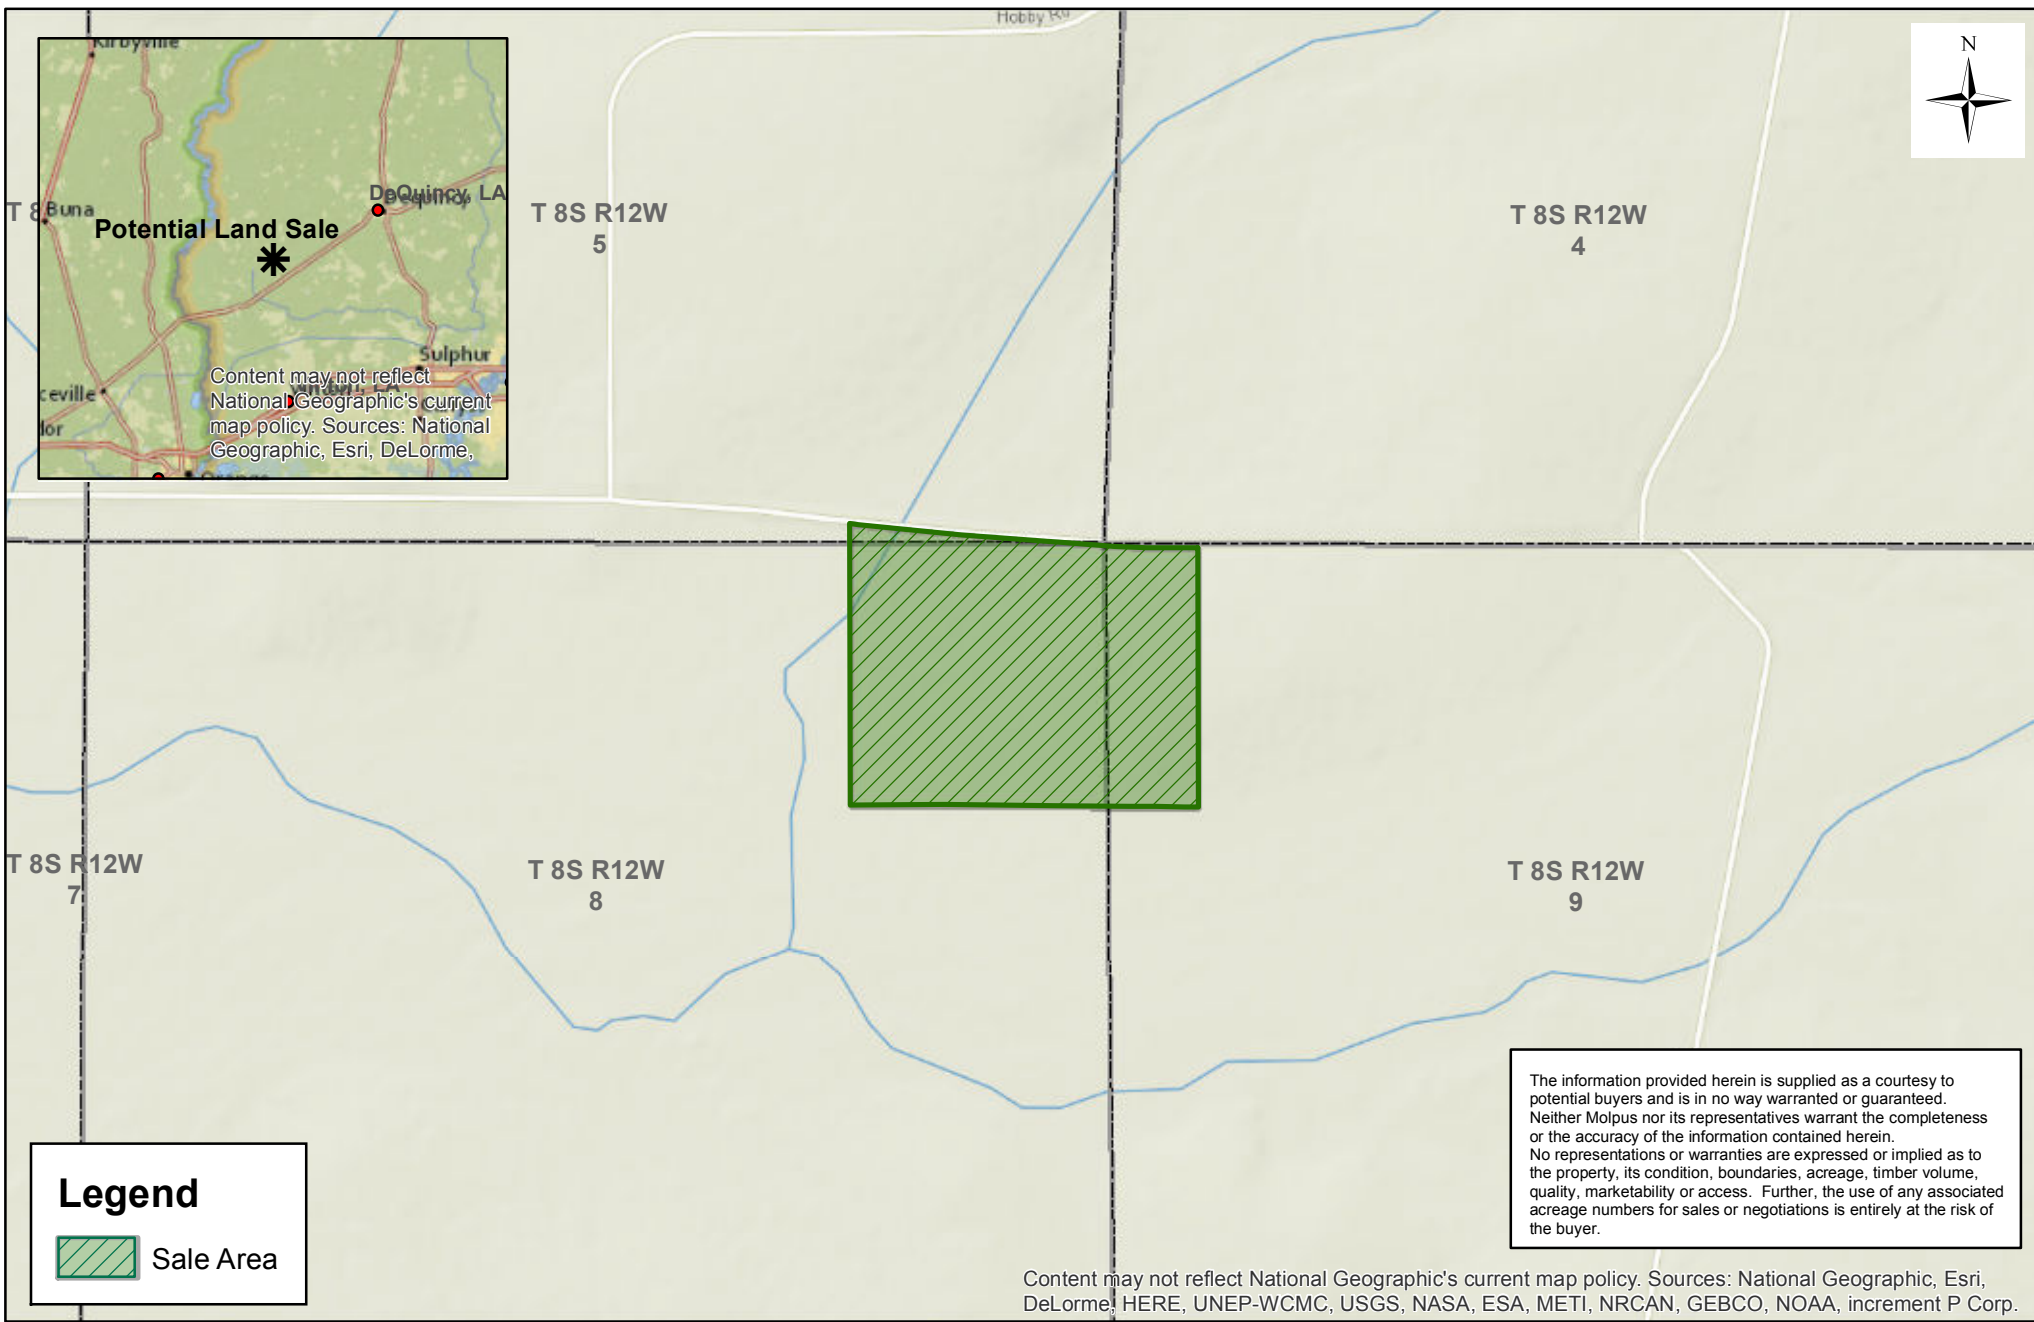 Hobby Rd
N
Kirbyville
DeQuincy, LA
Dequincy
Buna
Potential Land Sale
Sulphur
ceville
dor
Orange
Content may not reflect
National Geographic's current
map policy. Sources: National
Geographic, Esri, DeLorme,
T 8
T 8S R12W
5
T 8S R12W
4
T 8S R12W
7
T 8S R12W
8
T 8S R12W
9
Legend
Sale Area
The information provided herein is supplied as a courtesy to
potential buyers and is in no way warranted or guaranteed.
Neither Molpus nor its representatives warrant the completeness
or the accuracy of the information contained herein.
No representations or warranties are expressed or implied as to
the property, its condition, boundaries, acreage, timber volume,
quality, marketability or access.  Further, the use of any associated
acreage numbers for sales or negotiations is entirely at the risk of
the buyer.
Content may not reflect National Geographic's current map policy. Sources: National Geographic, Esri,
DeLorme, HERE, UNEP-WCMC, USGS, NASA, ESA, METI, NRCAN, GEBCO, NOAA, increment P Corp.